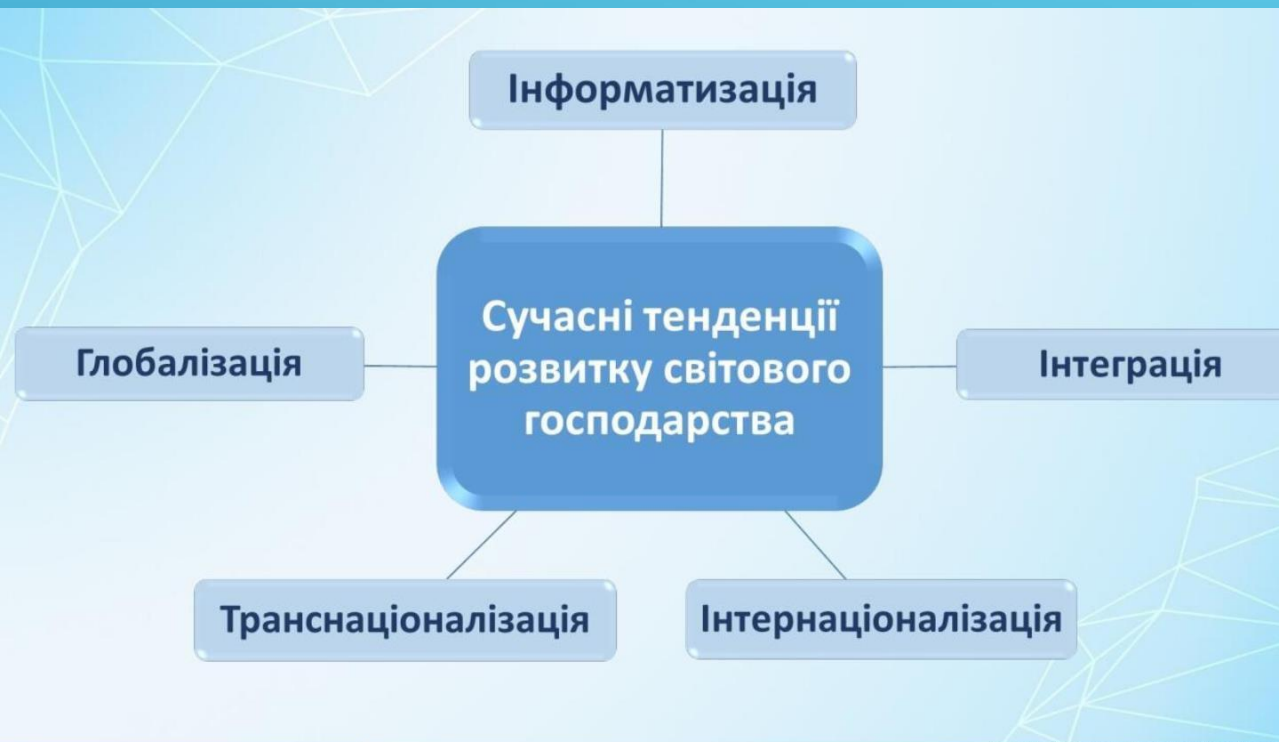 Інформатизація
Сучасні тенденції
розвитку світового
господарства
Глобалізація
Інтеграція
Транснаціоналізація
Інтернаціоналізація